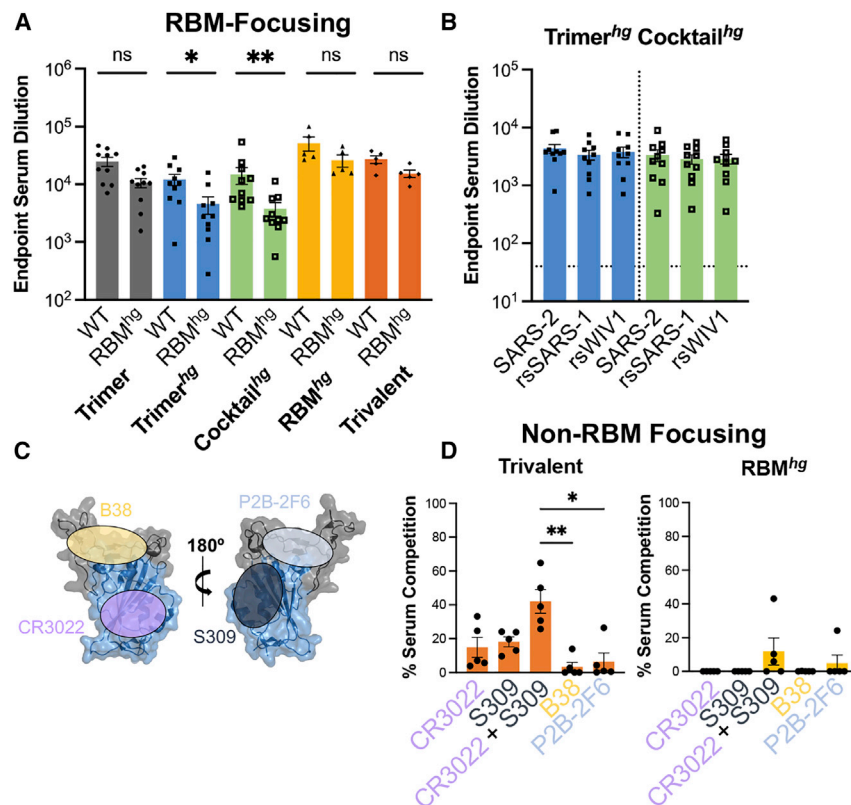 A
RBM-Focusing
ns
*
**
ns
ns
Endpoint Serum Dilution
10^6
10^5
10^4
10^3
10^2
WT
RBM^hg
WT
RBM^hg
WT
RBM^hg
WT
RBM^hg
WT
RBM^hg
Trimer
Trimer^hg
Cocktail^hg
RBM^hg
Trivalent
B
Trimer^hg Cocktail^hg
Endpoint Serum Dilution
10^5
10^4
10^3
10^2
10^1
SARS-2
rsSARS-1
rsWIV1
SARS-2
rsSARS-1
rsWIV1
C
B38
P2B-2F6
180º
CR3022
S309
D
Non-RBM Focusing
Trivalent
% Serum Competition
100
80
60
40
20
0
*
**
CR3022
S309
CR3022 + S309
B38
P2B-2F6
RBM^hg
% Serum Competition
100
80
60
40
20
0
CR3022
S309
CR3022 + S309
B38
P2B-2F6